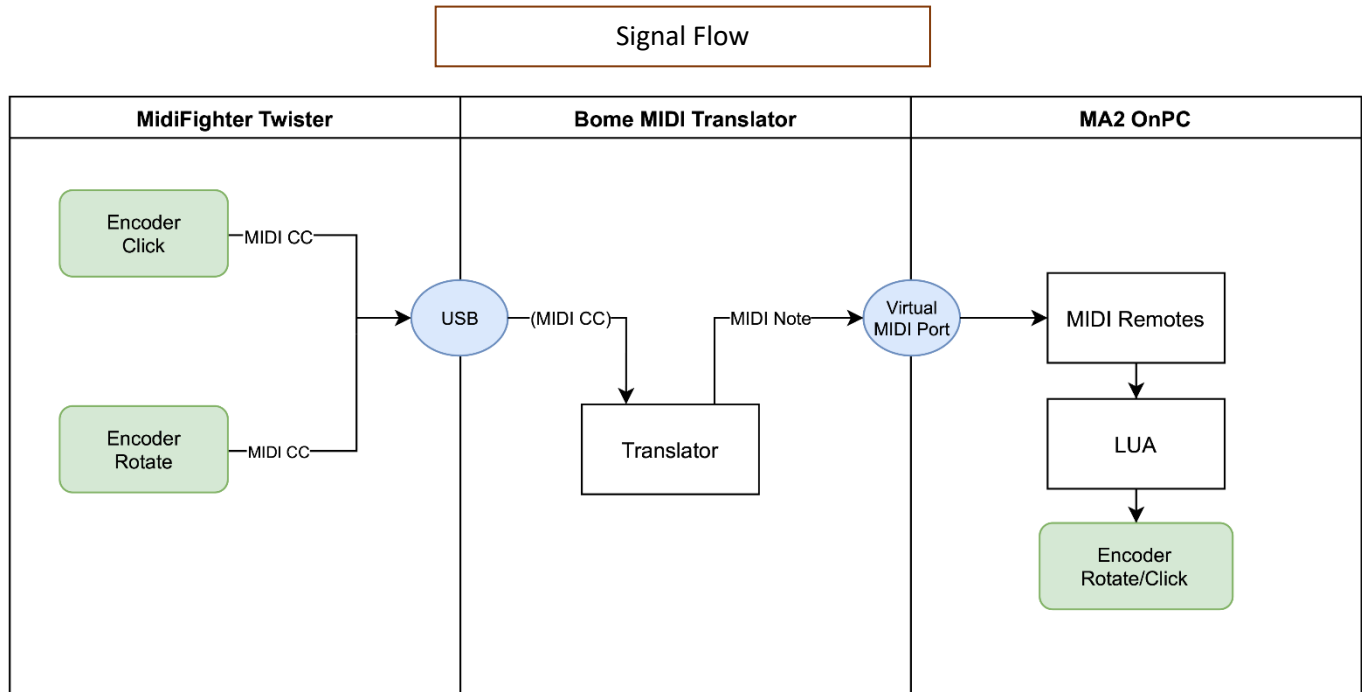 Signal Flow
MidiFighter Twister
Bome MIDI Translator
MA2 OnPC
Encoder
Click
MIDI CC
Encoder
Rotate
MIDI CC
USB
(MIDI CC)
Translator
MIDI Note
Virtual
MIDI Port
MIDI Remotes
LUA
Encoder
Rotate/Click